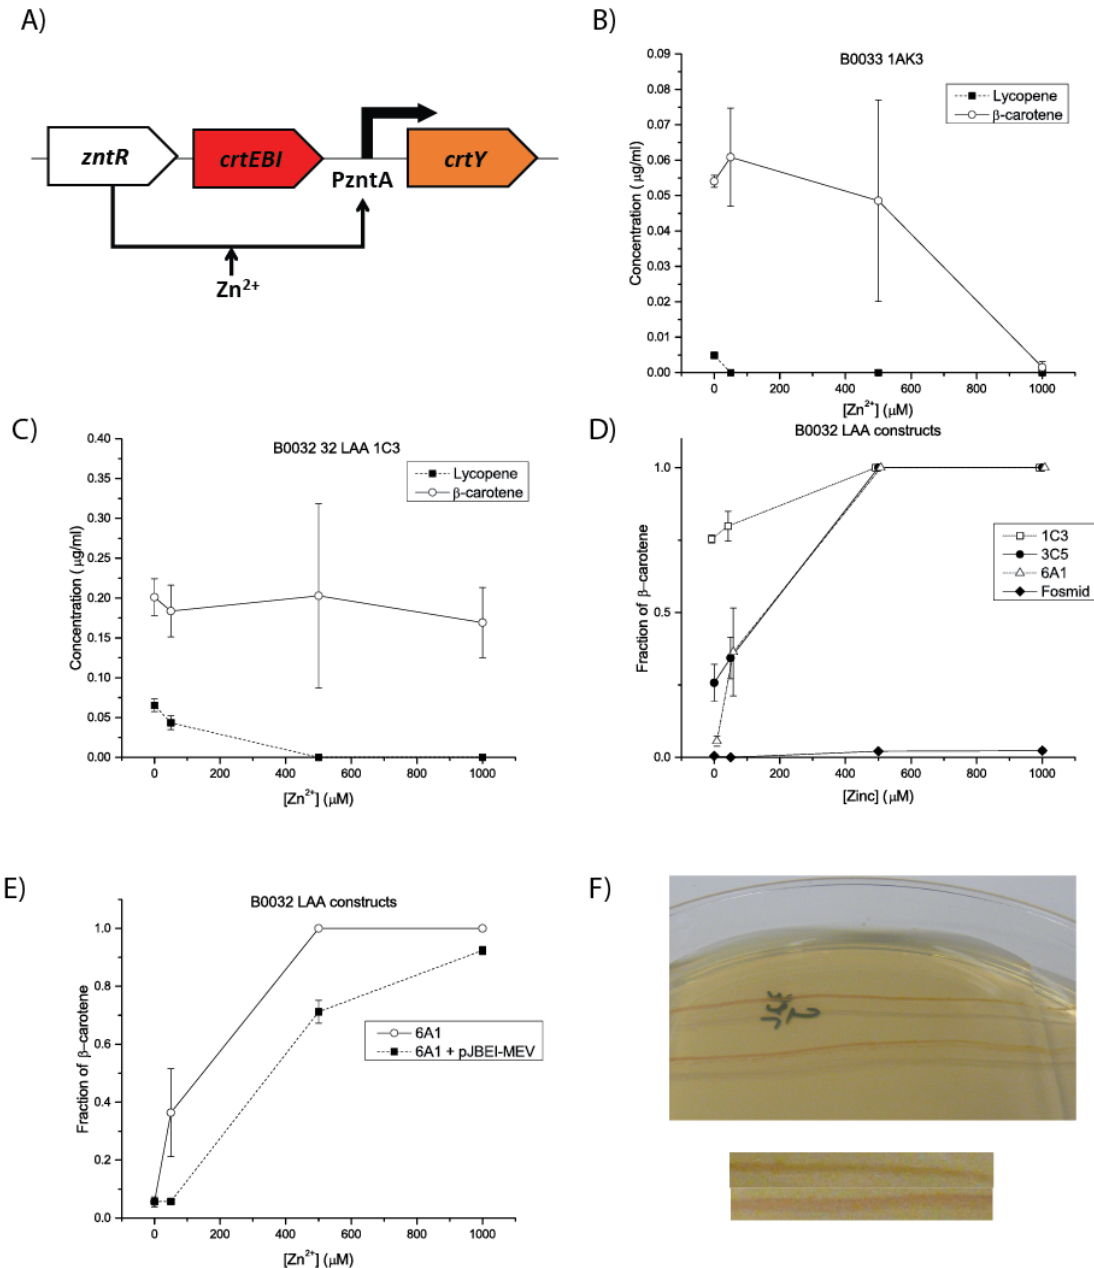 A)
zntR
crtEBI
PzntA
crtY
Zn2+
B)
B0033 1AK3
Lycopene
β-carotene
Concentration ( μg/ml)
0.09
0.08
0.07
0.06
0.05
0.04
0.03
0.02
0.01
0.00
0 200 400 600 800 1000
[Zn2+] (μM)
C)
B0032 32 LAA 1C3
Lycopene
β-carotene
Concentration ( μg/ml)
0.40
0.35
0.30
0.25
0.20
0.15
0.10
0.05
0.00
0 200 400 600 800 1000
[Zn2+] (μM)
D)
B0032 LAA constructs
1C3
3C5
6A1
Fosmid
Fraction of β-carotene
1.0
0.5
0.0
0 200 400 600 800 1000
[Zinc] (μM)
E)
B0032 LAA constructs
6A1
6A1 + pJBEI-MEV
Fraction of β-carotene
1.0
0.8
0.6
0.4
0.2
0.0
0 200 400 600 800 1000
[Zn2+] (μM)
F)